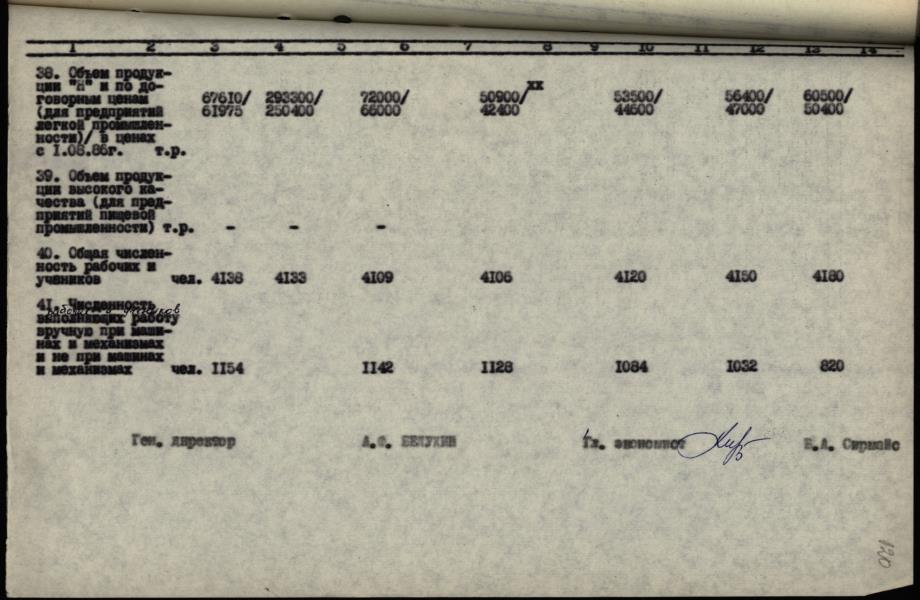 1 2 3 4 5 6 7 8 9 10 11 12 13 14
38. Объем продук-
ции "Н" и по до-
говорным ценам 67610/ 293300/ 72000/ 50900/xx 53500/ 56400/ 60500/
(для предприятий 61975 250400 66000 42400 44600 47000 50400
легкой промышлен-
ности)/ в ценах
с 1.08.86г. т.р.
39. Объем продук-
ции высокого ка-
чества (для пред-
приятий пищевой
промышленности) т.р. - - -
40. Общая числен-
ность рабочих и
учеников чел. 4138 4133 4109 4106 4120 4150 4180
41. Численность
рабочих и учеников
выполняющих работу
вручную при маши-
нах и механизмах
и не при машинах
и механизмах чел. 1154 1142 1128 1084 1032 820
Ген. директор А.Ф. БЕЛУХИН Гл. экономист Сирмайс
120